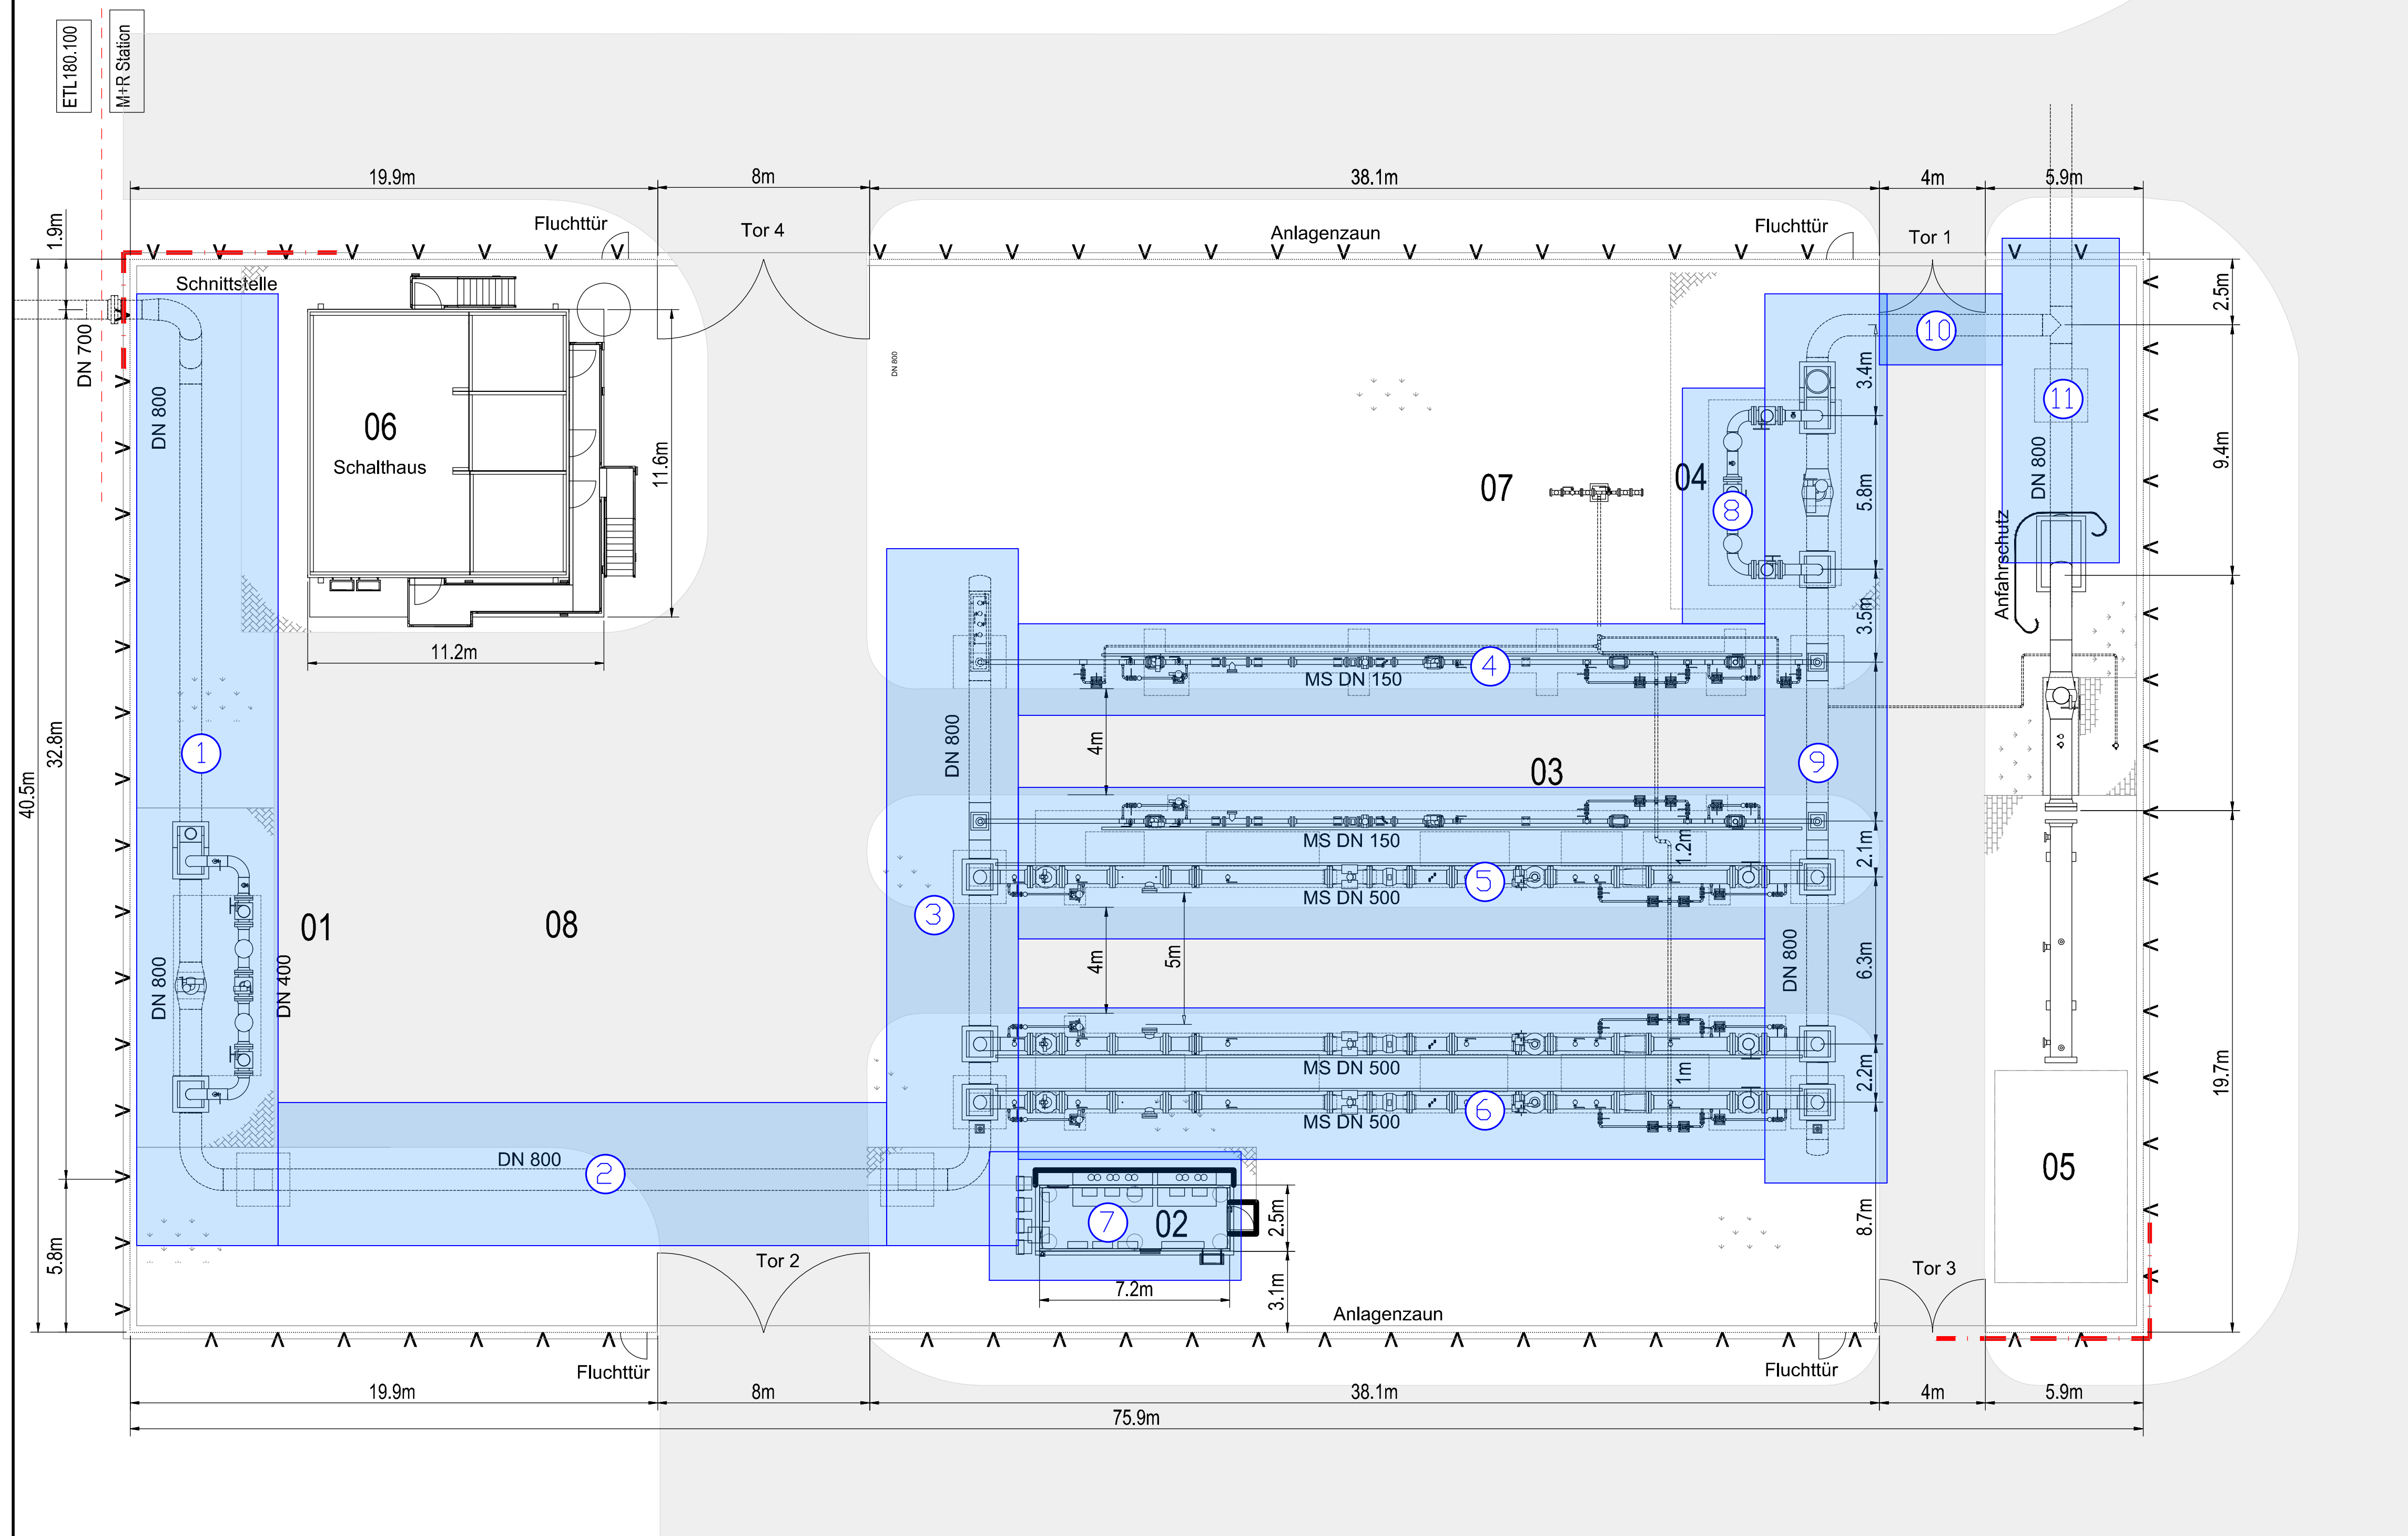 ETL180.100
M+R Station
19.9m
8m
38.1m
4m
5.9m
1.9m
Fluchttür
Tor 4
Anlagenzaun
Fluchttür
Tor 1
Schnittstelle
2.5m
DN 700
DN 800
DN 800
10
3.4m
11
06
Schalthaus
11.6m
07
04
8
5.8m
DN 800
9.4m
Anfahrschutz
3.5m
11.2m
4
MS DN 150
32.8m
40.5m
1
DN 800
4m
03
9
MS DN 150
1.2m
2.1m
5
MS DN 500
3
01
08
DN 800
DN 400
4m
5m
DN 800
6.3m
MS DN 500
1m
2.2m
6
MS DN 500
19.7m
DN 800
2
05
7
02
2.5m
8.7m
5.8m
Tor 2
7.2m
3.1m
Tor 3
Anlagenzaun
Fluchttür
Fluchttür
19.9m
8m
38.1m
4m
5.9m
75.9m